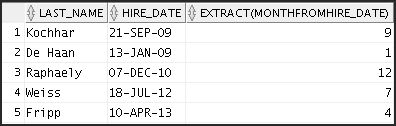 LAST_NAME HIRE_DATE EXTRACT(MONTHFROMHIRE_DATE)
1 Kochhar 21-SEP-09 9
2 De Haan 13-JAN-09 1
3 Raphaely 07-DEC-10 12
4 Weiss 18-JUL-12 7
5 Fripp 10-APR-13 4